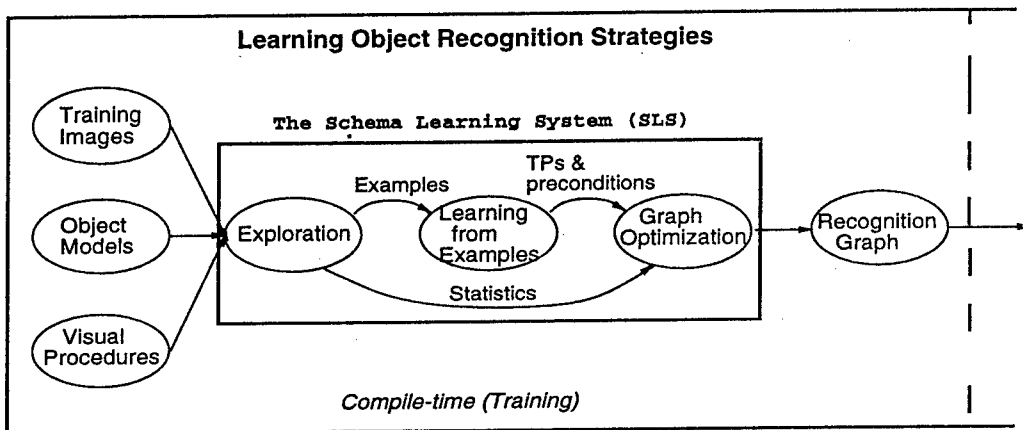 Learning Object Recognition Strategies
Training
Images
The Schema Learning System (SLS)
Object
Models
Visual
Procedures
Exploration
Examples
Learning
from
Examples
TPs &
preconditions
Graph
Optimization
Statistics
Recognition
Graph
Compile-time (Training)